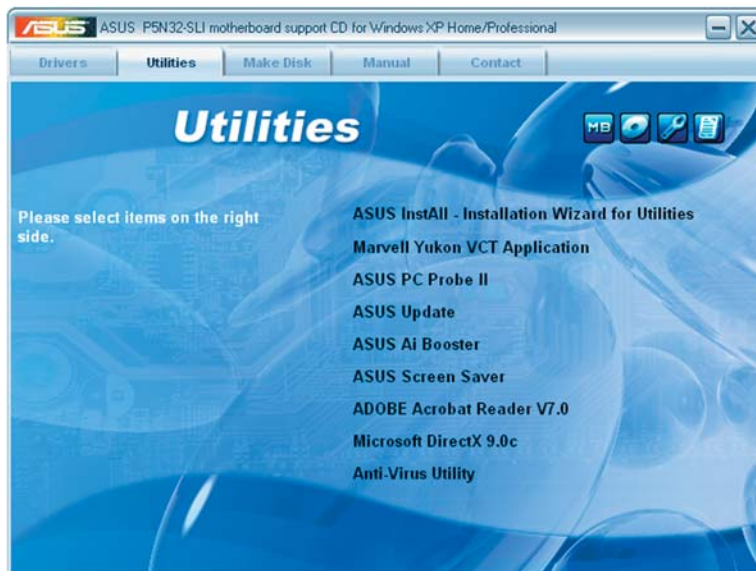 ASUS ASUS P5N32-SLI motherboard support CD for Windows XP Home/Professional
Drivers Utilities Make Disk Manual Contact
Utilities
MB
Please select items on the right
side.
ASUS InstAll - Installation Wizard for Utilities
Marvell Yukon VCT Application
ASUS PC Probe II
ASUS Update
ASUS Ai Booster
ASUS Screen Saver
ADOBE Acrobat Reader V7.0
Microsoft DirectX 9.0c
Anti-Virus Utility